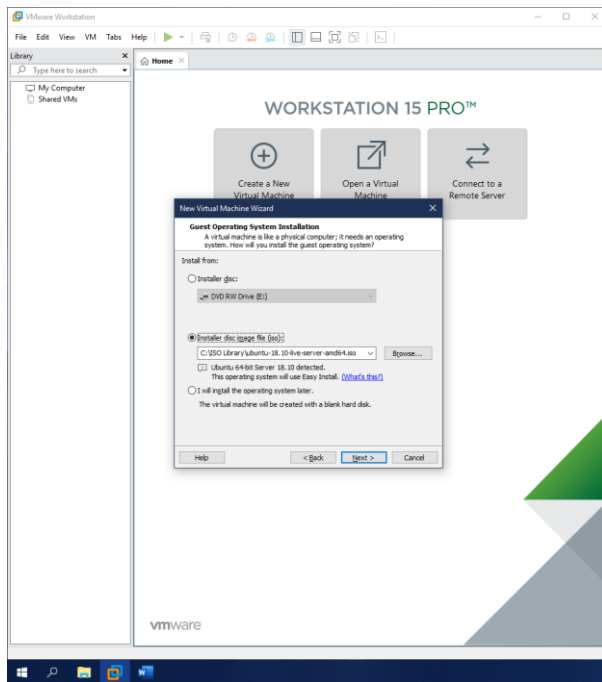 VMware Workstation
File Edit View VM Tabs Help
Library
Type here to search
My Computer
Shared VMs
Home
WORKSTATION 15 PRO™
Create a New
Virtual Machine
Open a Virtual
Machine
Connect to a
Remote Server
New Virtual Machine Wizard
Guest Operating System Installation
A virtual machine is like a physical computer; it needs an operating
system. How will you install the guest operating system?
Install from:
Installer disc:
DVD RW Drive (E:)
Installer disc image file (iso):
C:\ISO Library\ubuntu-18.10-live-server-amd64.iso
Browse...
Ubuntu 64-bit Server 18.10 detected.
This operating system will use Easy Install. (What's this?)
I will install the operating system later.
The virtual machine will be created with a blank hard disk.
Help
< Back
Next >
Cancel
vmware